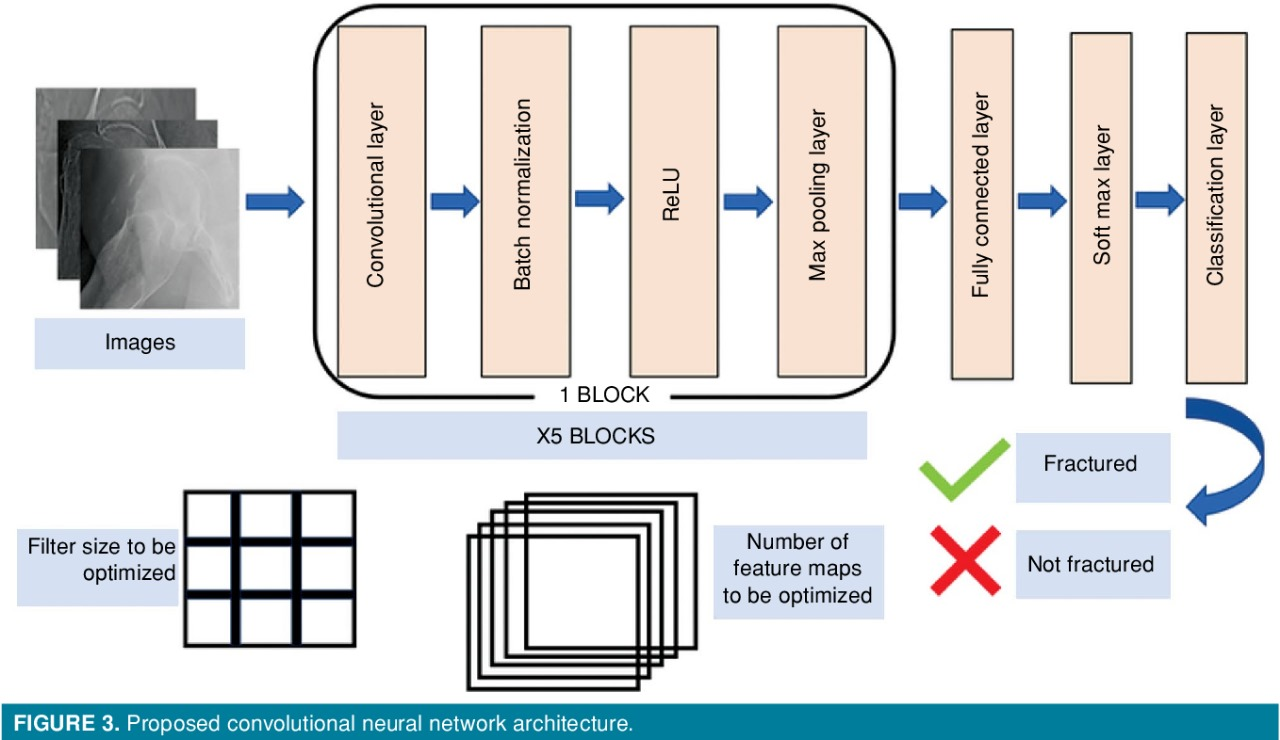 Images
Convolutional layer
Batch normalization
ReLU
Max pooling layer
1 BLOCK
X5 BLOCKS
Fully connected layer
Soft max layer
Classification layer
Fractured
Not fractured
Filter size to be
optimized
Number of
feature maps
to be optimized
FIGURE 3. Proposed convolutional neural network architecture.